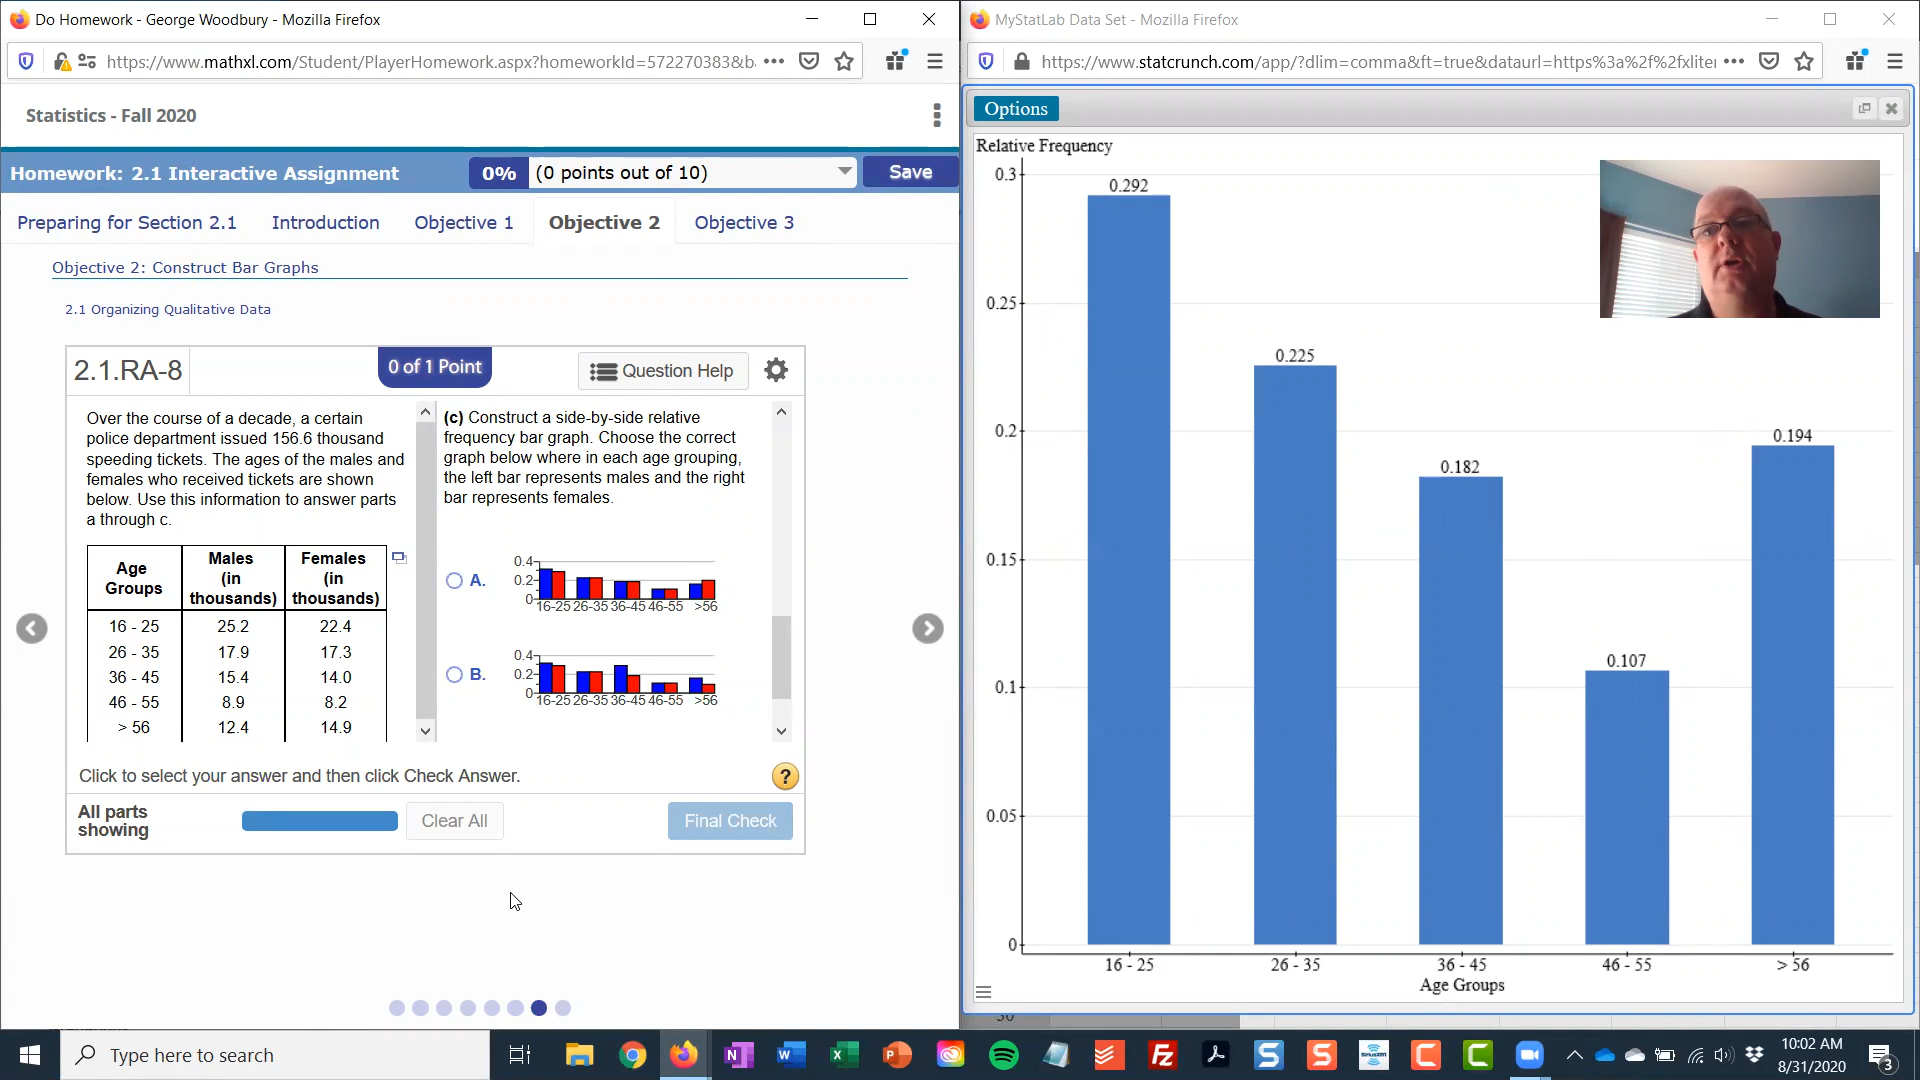 Do Homework - George Woodbury - Mozilla Firefox
https://www.mathxl.com/Student/PlayerHomework.aspx?homeworkId=572270383&b
Statistics - Fall 2020
Homework: 2.1 Interactive Assignment
0%
(0 points out of 10)
Save
Preparing for Section 2.1
Introduction
Objective 1
Objective 2
Objective 3
Objective 2: Construct Bar Graphs
2.1 Organizing Qualitative Data
2.1.RA-8
0 of 1 Point
Question Help
Over the course of a decade, a certain
police department issued 156.6 thousand
speeding tickets. The ages of the males and
females who received tickets are shown
below. Use this information to answer parts
a through c.
Age Groups Males (in thousands) Females (in thousands)
16 - 25 25.2 22.4
26 - 35 17.9 17.3
36 - 45 15.4 14.0
46 - 55 8.9 8.2
> 56 12.4 14.9
(c) Construct a side-by-side relative
frequency bar graph. Choose the correct
graph below where in each age grouping,
the left bar represents males and the right
bar represents females.
A.
0.4
0.2
0
16-25 26-35 36-45 46-55 >56
B.
0.4
0.2
0
16-25 26-35 36-45 46-55 >56
Click to select your answer and then click Check Answer.
?
All parts
showing
Clear All
Final Check
MyStatLab Data Set - Mozilla Firefox
https://www.statcrunch.com/app/?dlim=comma&ft=true&dataurl=https%3a%2f%2fxliter
Options
Relative Frequency
0.3
0.25
0.2
0.15
0.1
0.05
0
0.292
0.225
0.182
0.107
0.194
16 - 25
26 - 35
36 - 45
46 - 55
> 56
Age Groups
Type here to search
10:02 AM
8/31/2020
3